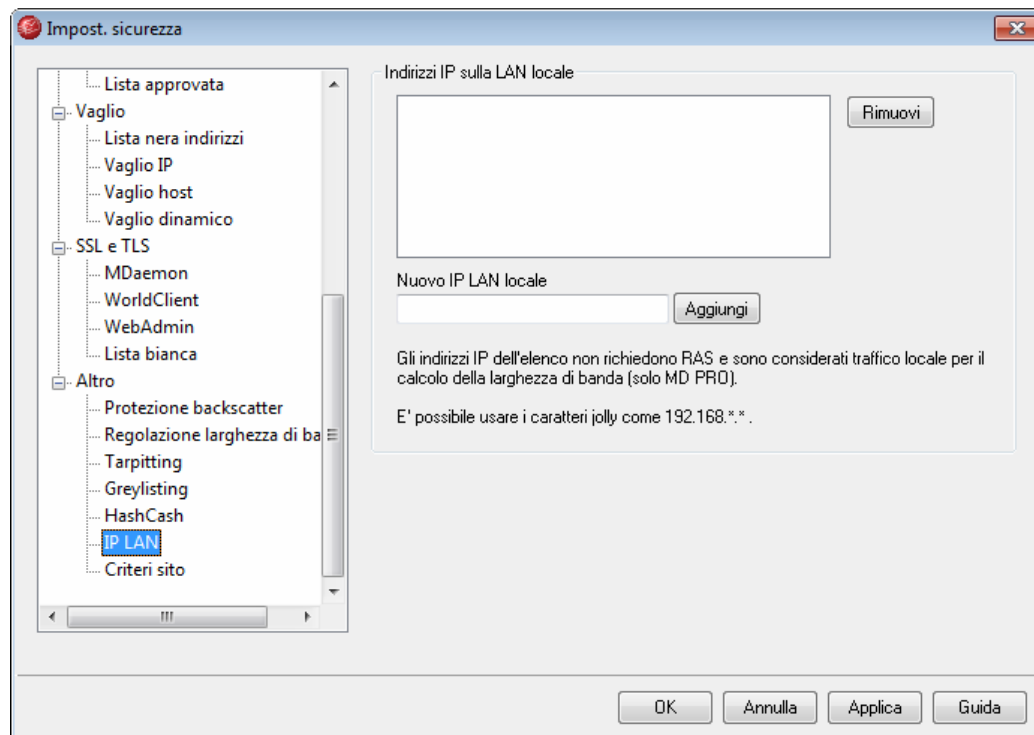 Impost. sicurezza
Lista approvata
Vaglio
Lista nera indirizzi
Vaglio IP
Vaglio host
Vaglio dinamico
SSL e TLS
MDaemon
WorldClient
WebAdmin
Lista bianca
Altro
Protezione backscatter
Regolazione larghezza di ba
Tarpitting
Greylisting
HashCash
IP LAN
Criteri sito
Indirizzi IP sulla LAN locale
Rimuovi
Nuovo IP LAN locale
Aggiungi
Gli indirizzi IP dell'elenco non richiedono RAS e sono considerati traffico locale per il
calcolo della larghezza di banda (solo MD PRO).
E' possibile usare i caratteri jolly come 192.168.*.* .
OK
Annulla
Applica
Guida